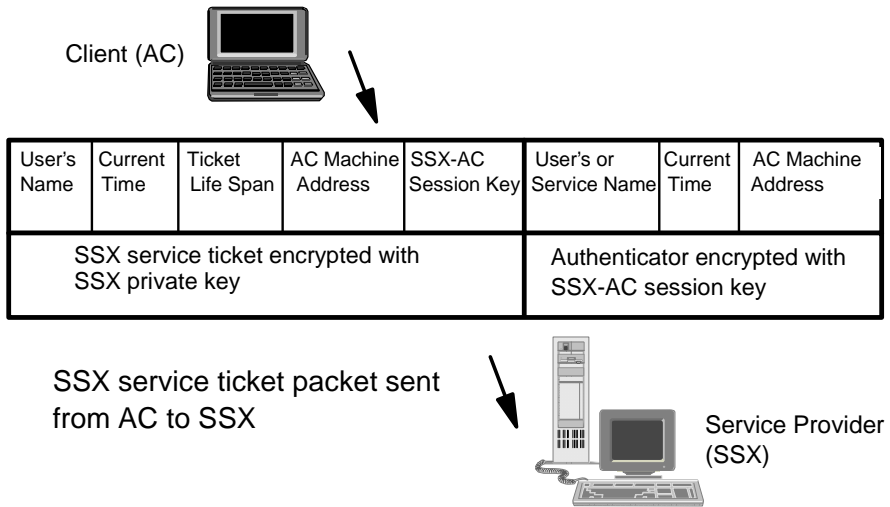 Client (AC)
User's Name
Current Time
Ticket Life Span
AC Machine Address
SSX-AC Session Key
User's or Service Name
Current Time
AC Machine Address
SSX service ticket encrypted with
SSX private key
Authenticator encrypted with
SSX-AC session key
SSX service ticket packet sent
from AC to SSX
Service Provider
(SSX)